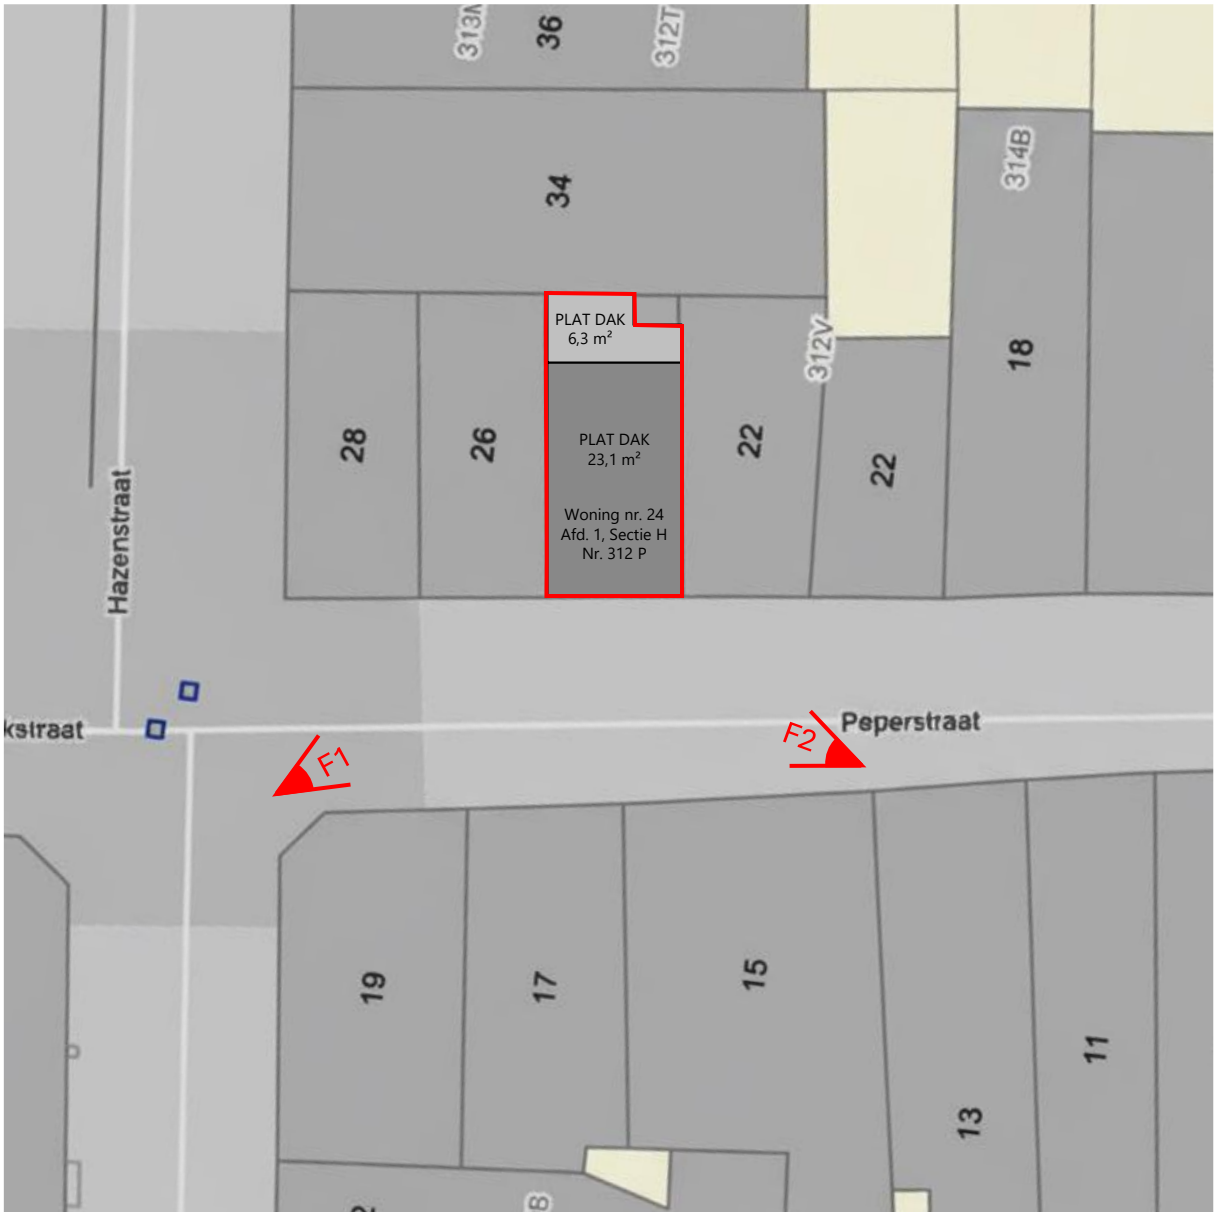 313M
36
312T
34
314B
PLAT DAK
6,3 m²
312V
18
28
26
PLAT DAK
23,1 m²
22
22
Woning nr. 24
Afd. 1, Sectie H
Nr. 312 P
Hazenstraat
kstraat
Peperstraat
F1
F2
19
17
15
11
13
B